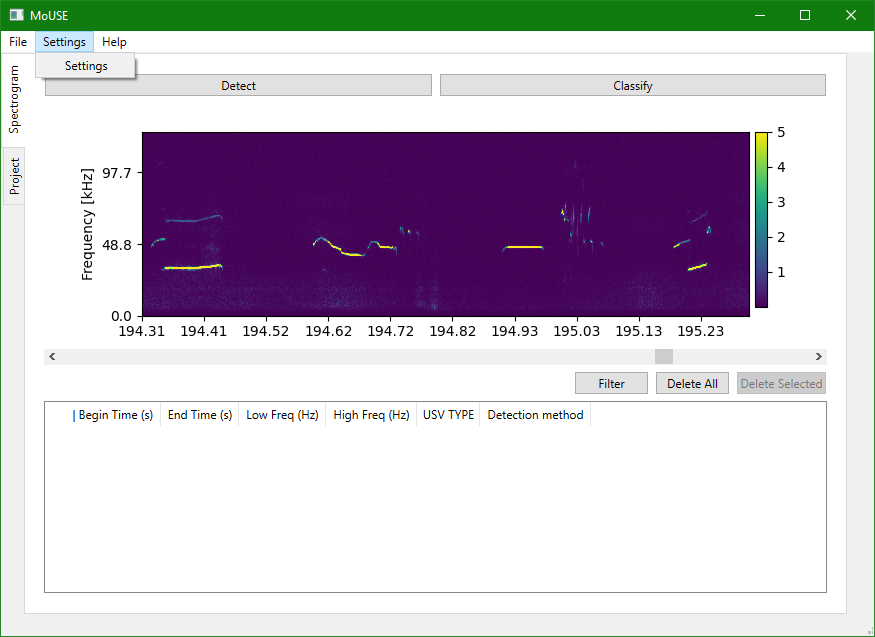 MoUSE
File Settings Help
Settings
Spectrogram
Project
Detect Classify
Frequency [kHz]
97.7
48.8
0.0
5
4
3
2
1
194.31 194.41 194.52 194.62 194.72 194.82 194.93 195.03 195.13 195.23
Filter Delete All Delete Selected
Begin Time (s) End Time (s) Low Freq (Hz) High Freq (Hz) USV TYPE Detection method